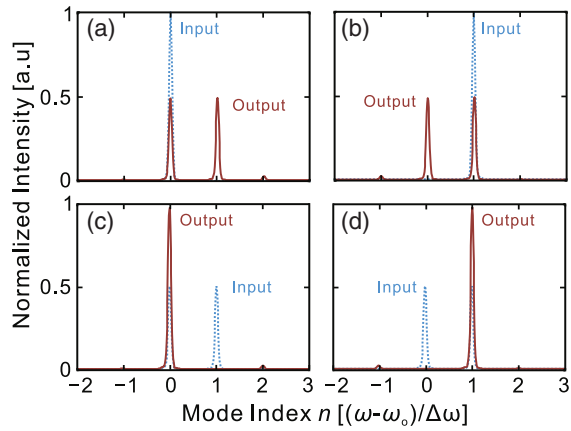 Normalized Intensity [a.u]
1
0.5
0
(a)
Input
Output
(b)
Input
Output
0.5
0
(c)
Output
Input
(d)
Output
Input
−2 −1 0 1 2 3
−2 −1 0 1 2 3
Mode Index n [(ω-ωo)/Δω]